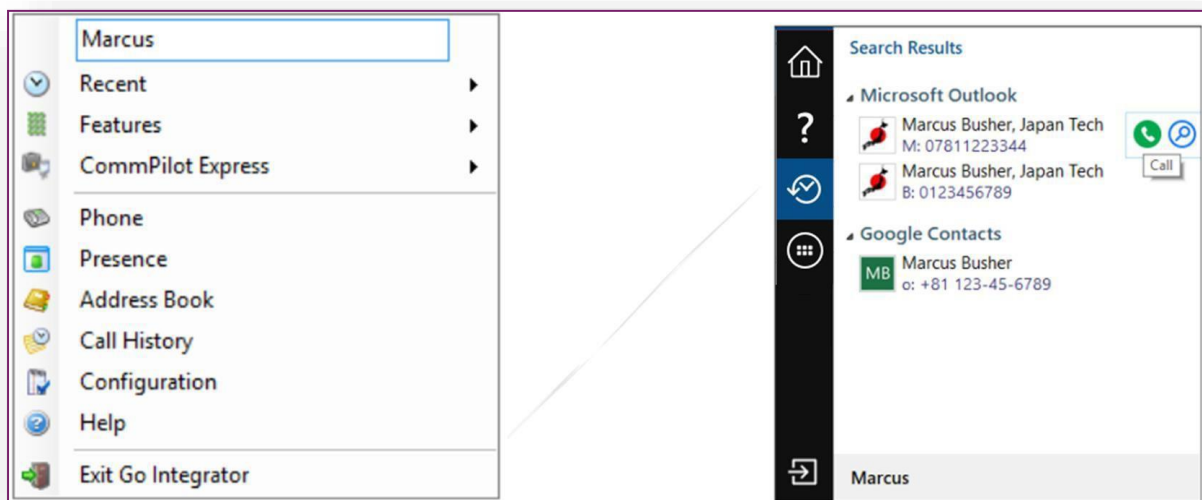 Marcus
Recent
Features
CommPilot Express
Phone
Presence
Address Book
Call History
Configuration
Help
Exit Go Integrator
?
Search Results
Microsoft Outlook
Marcus Busher, Japan Tech
M: 07811223344
Call
Marcus Busher, Japan Tech
B: 0123456789
Google Contacts
MB
Marcus Busher
o: +81 123-45-6789
Marcus